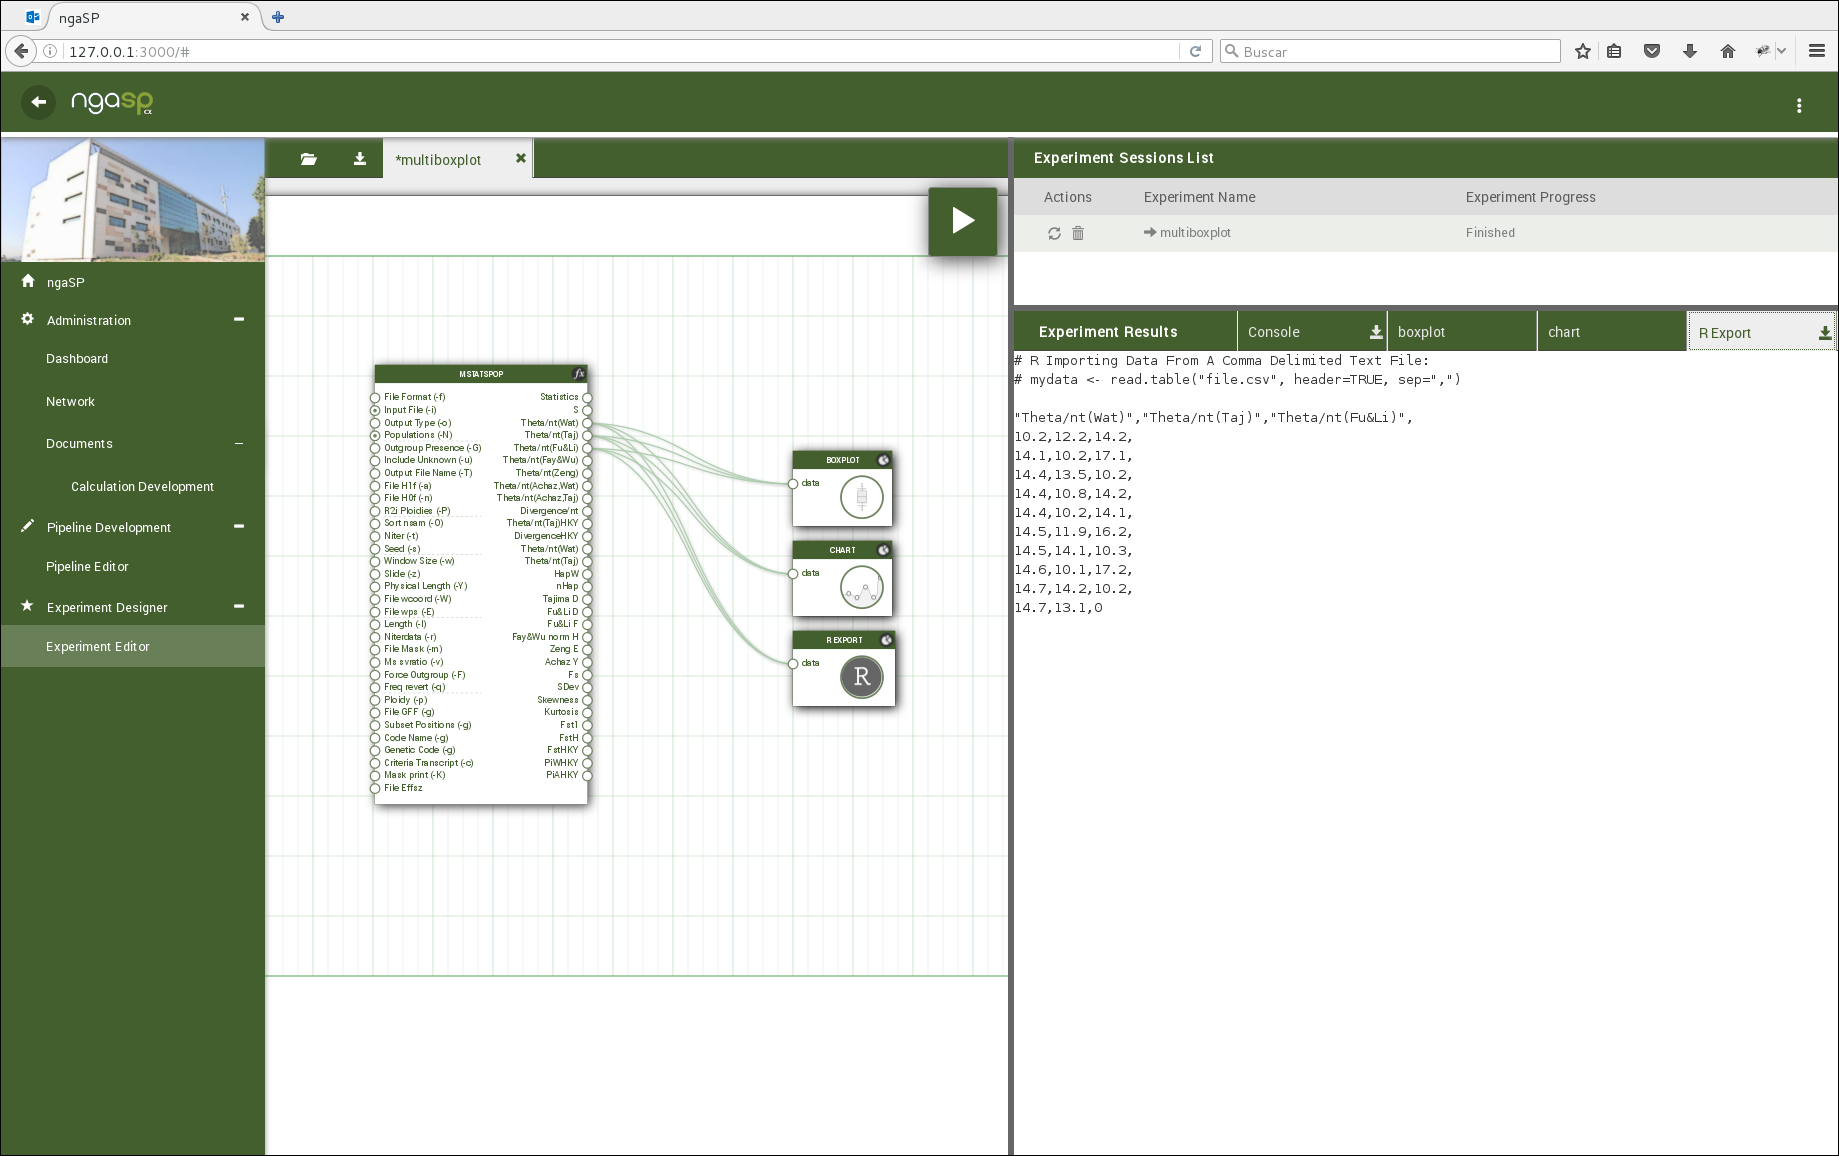 ngaSP
127.0.0.1:3000/#
Buscar
ngasp α
*multiboxplot
ngaSP
Administration
Dashboard
Network
Documents
Calculation Development
Pipeline Development
Pipeline Editor
Experiment Designer
Experiment Editor
MSTATSPOP fx
File Format (-f) Statistics
Input File (-i) S
Output Type (-o) Theta/nt(Wat)
Populations (-N) Theta/nt(Taj)
Outgroup Presence (-G) Theta/nt(Fu&Li)
Include Unknown (-u) Theta/nt(Fay&Wu)
Output File Name (-T) Theta/nt(Zeng)
File H1f (-a) Theta/nt(Achaz,Wat)
File H0f (-n) Theta/nt(Achaz,Taj)
R2i Ploidies (-P) Divergence/nt
Sort nsam (-O) Theta/nt(Taj)HKY
Niter (-t) DivergenceHKY
Seed (-s) Theta/nt(Wat)
Window Size (-w) Theta/nt(Taj)
Slide (-z) HapW
Physical Length (-Y) nHap
File wcoord (-W) Tajima D
File wps (-E) Fu&Li D
Length (-l) Fu&Li F
Niterdata (-r) Fay&Wu norm H
File Mask (-m) Zeng E
Ms svratio (-v) Achaz Y
Force Outgroup (-F) Fs
Freq revert (-q) SDev
Ploidy (-p) Skewness
File GFF (-g) Kurtosis
Subset Positions (-g) Fst1
Code Name (-g) FstH
Genetic Code (-g) FstHKY
Criteria Transcript (-c) PiWHKY
Mask print (-K) PiAHKY
File Effsz
BOXPLOT
data
CHART
data
R EXPORT
data
R
Experiment Sessions List
Actions Experiment Name Experiment Progress
multiboxplot Finished
Experiment Results Console boxplot chart R Export
# R Importing Data From A Comma Delimited Text File:
# mydata <- read.table("file.csv", header=TRUE, sep=",")
"Theta/nt(Wat)","Theta/nt(Taj)","Theta/nt(Fu&Li)",
10.2,12.2,14.2,
14.1,10.2,17.1,
14.4,13.5,10.2,
14.4,10.8,14.2,
14.4,10.2,14.1,
14.5,11.9,16.2,
14.5,14.1,10.3,
14.6,10.1,17.2,
14.7,14.2,10.2,
14.7,13.1,0